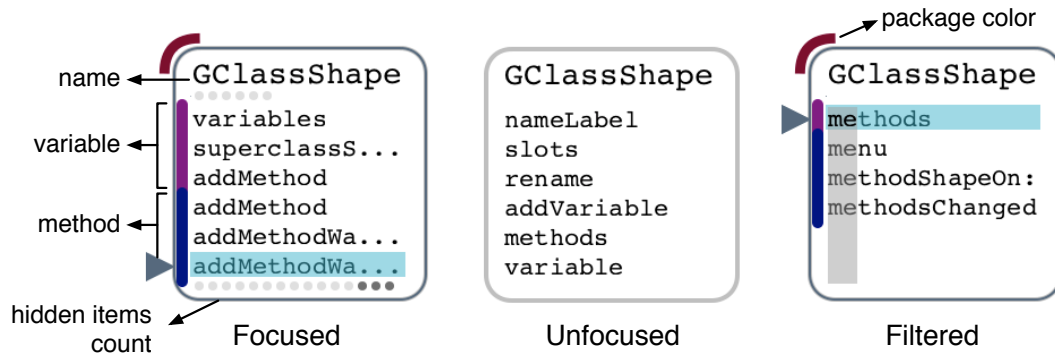 package color
name
GClassShape
variable
variables
superclassS...
addMethod
method
addMethod
addMethodWa...
addMethodWa...
hidden items
count
Focused
GClassShape
nameLabel
slots
rename
addVariable
methods
variable
Unfocused
GClassShape
methods
menu
methodShapeOn:
methodsChanged
Filtered